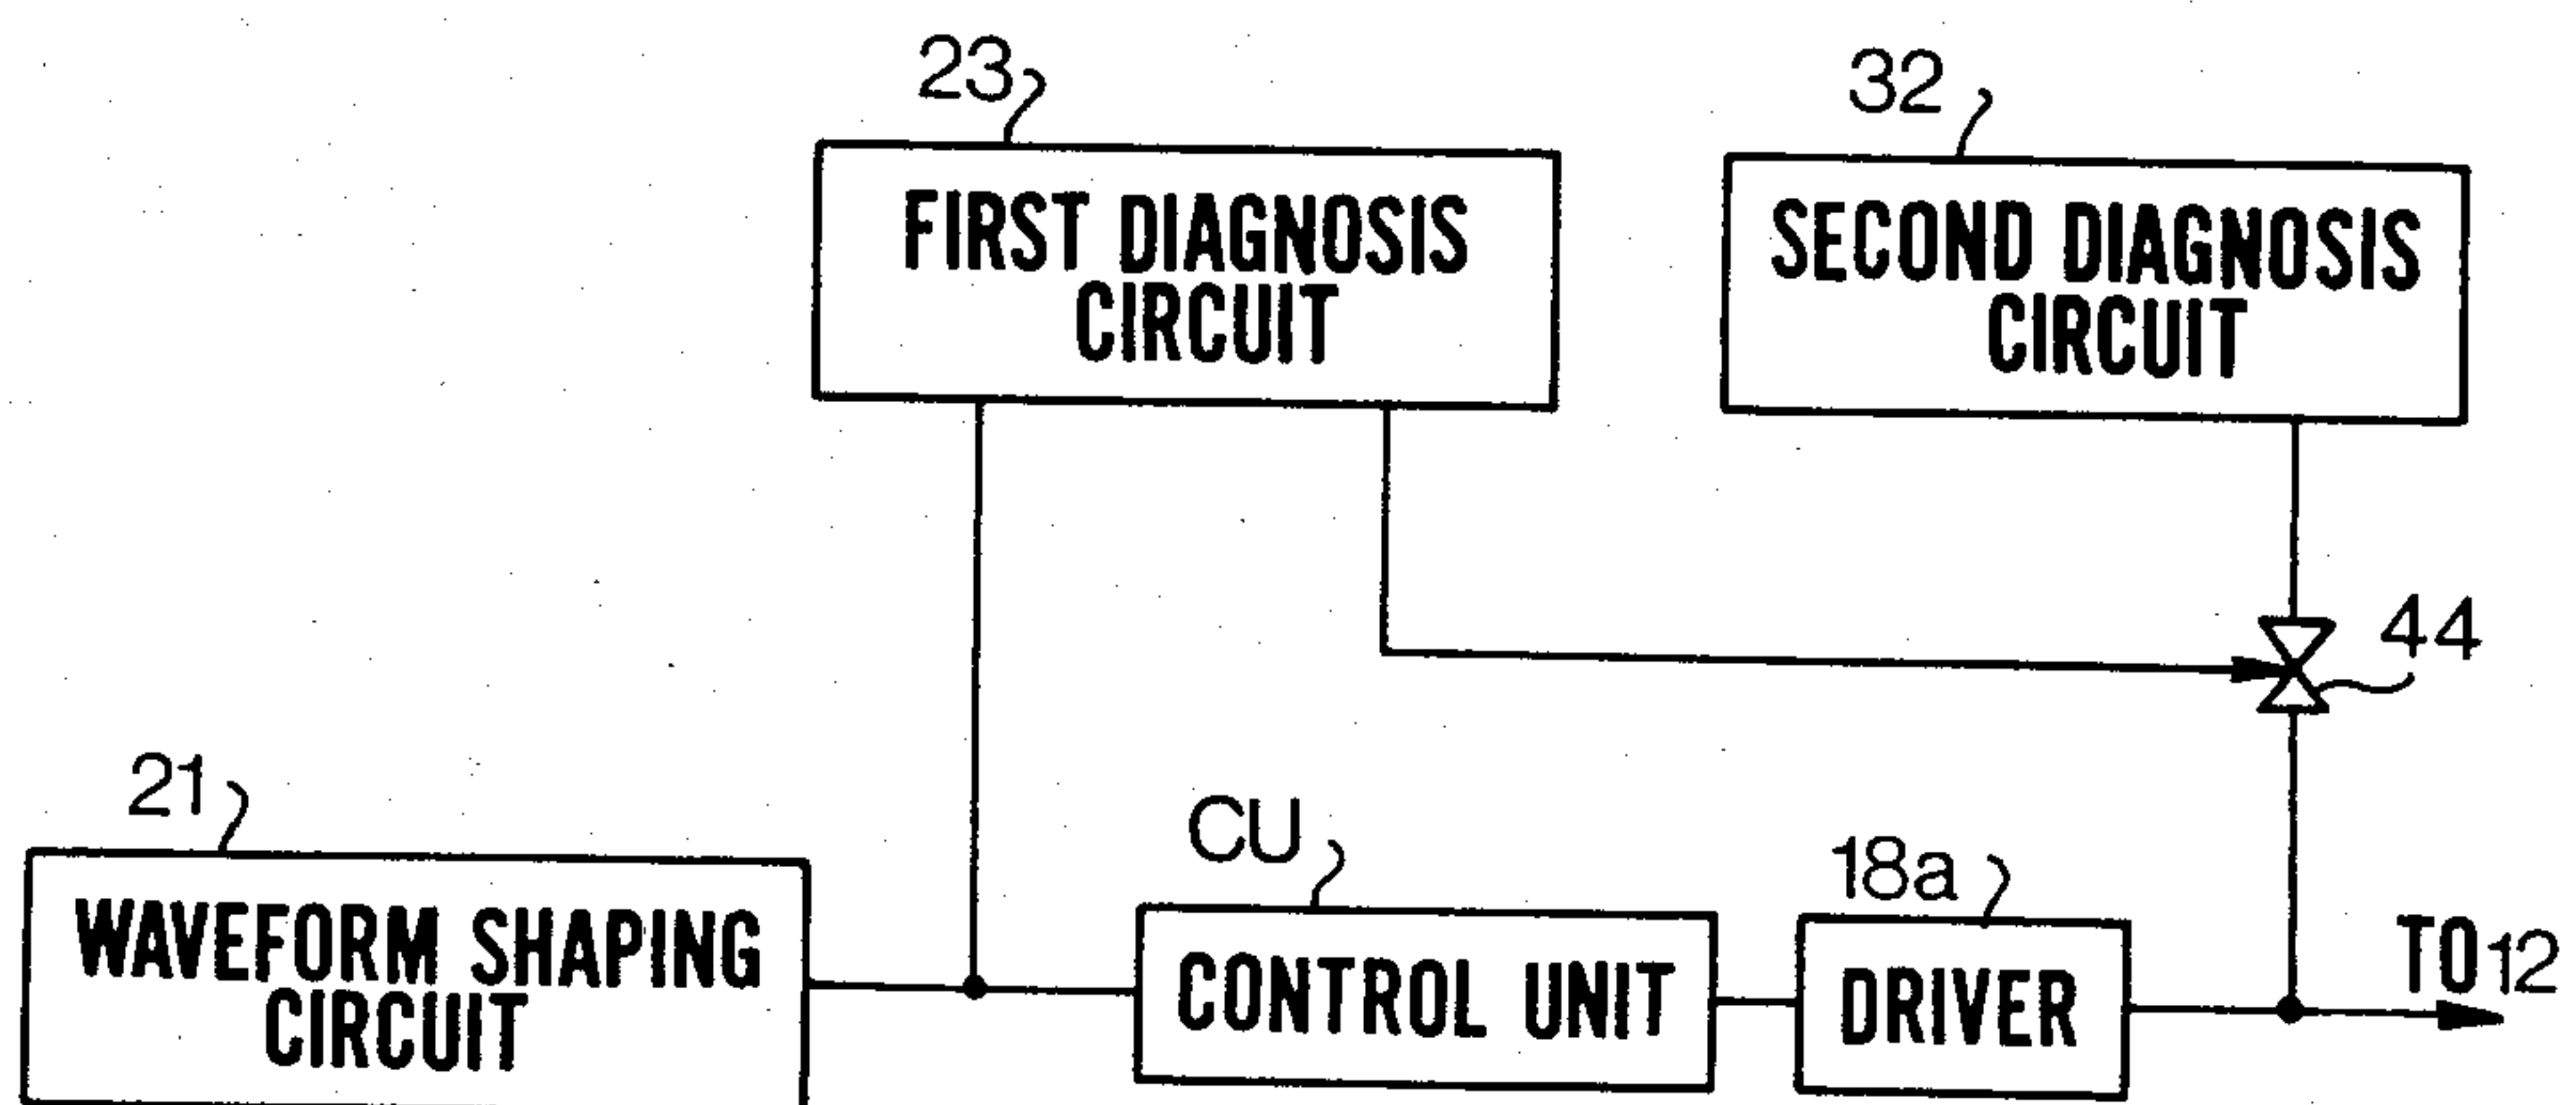 23
32
FIRST DIAGNOSIS
CIRCUIT
SECOND DIAGNOSIS
CIRCUIT
44
21
CU
18a
WAVEFORM SHAPING
CIRCUIT
CONTROL UNIT
DRIVER
TO 12